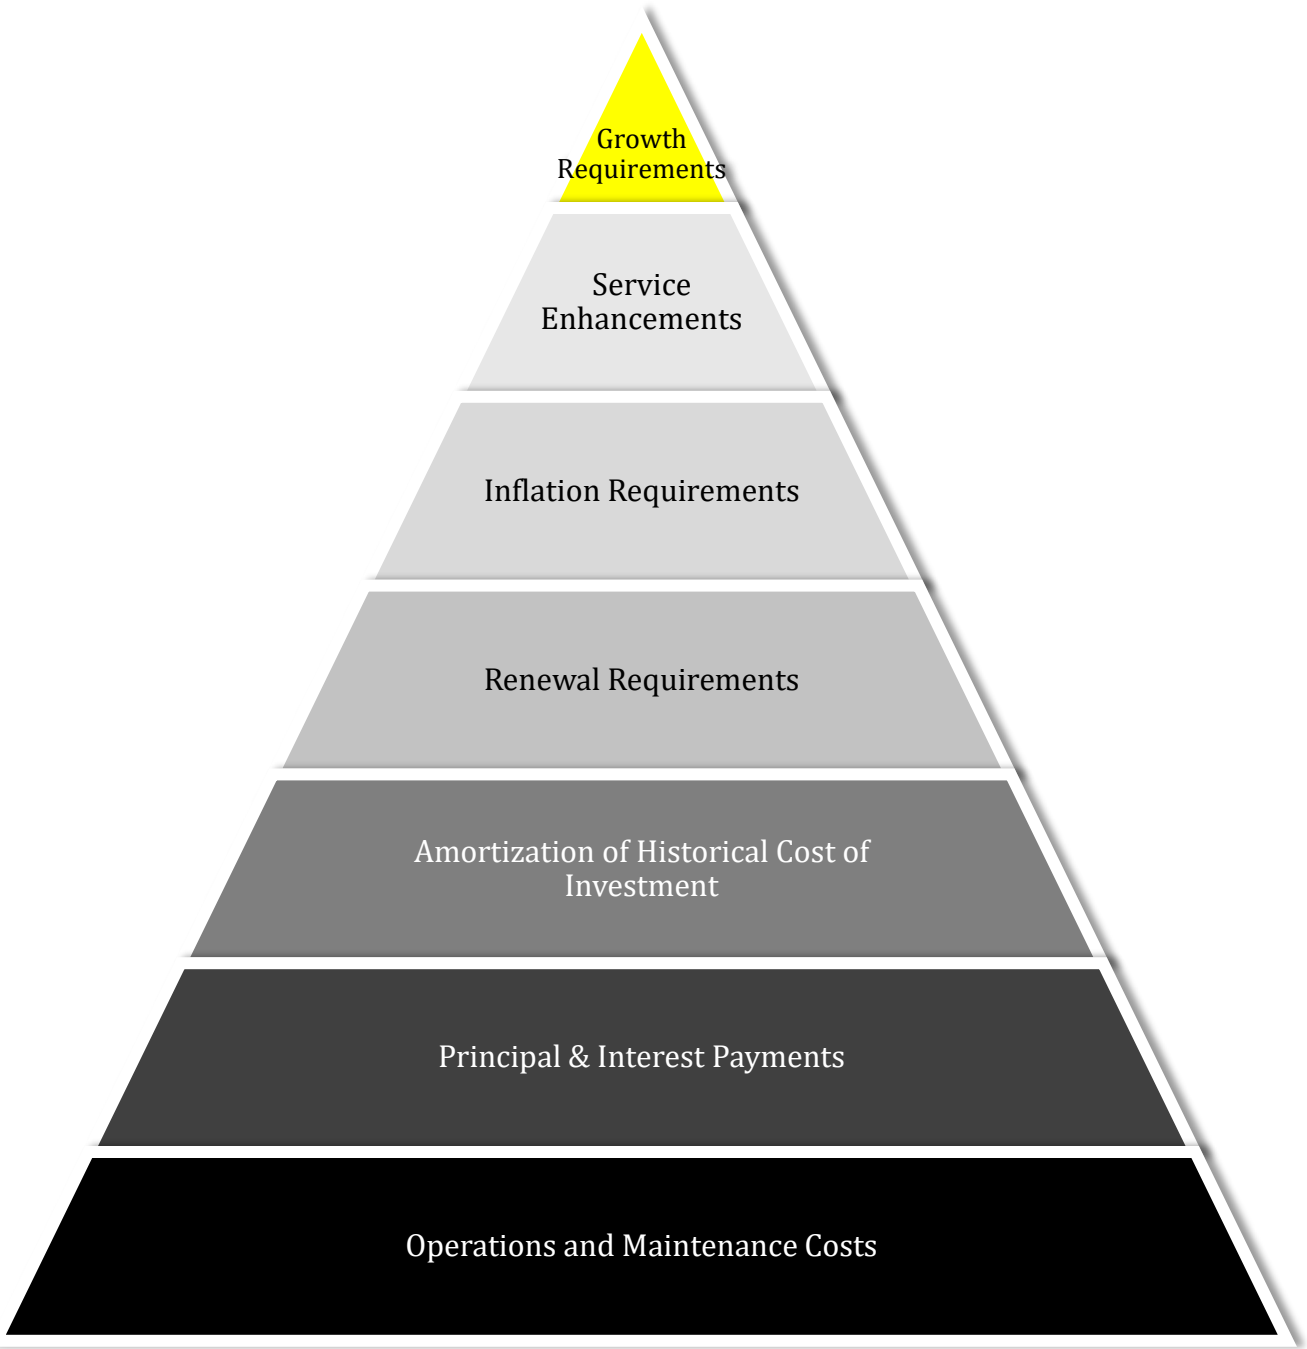 Growth
Requirements
Service
Enhancements
Inflation Requirements
Renewal Requirements
Amortization of Historical Cost of
Investment
Principal & Interest Payments
Operations and Maintenance Costs